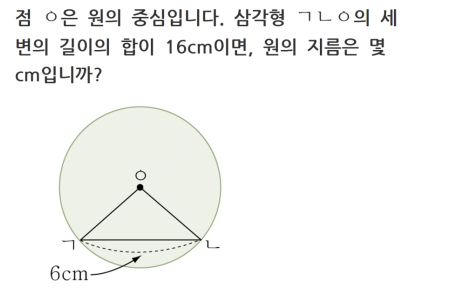 점 ㅇ은 원의 중심입니다. 삼각형 ㄱㄴㅇ의 세
변의 길이의 합이 16cm이면, 원의 지름은 몇
cm입니까?
ㅇ
ㄱ ㄴ
6cm